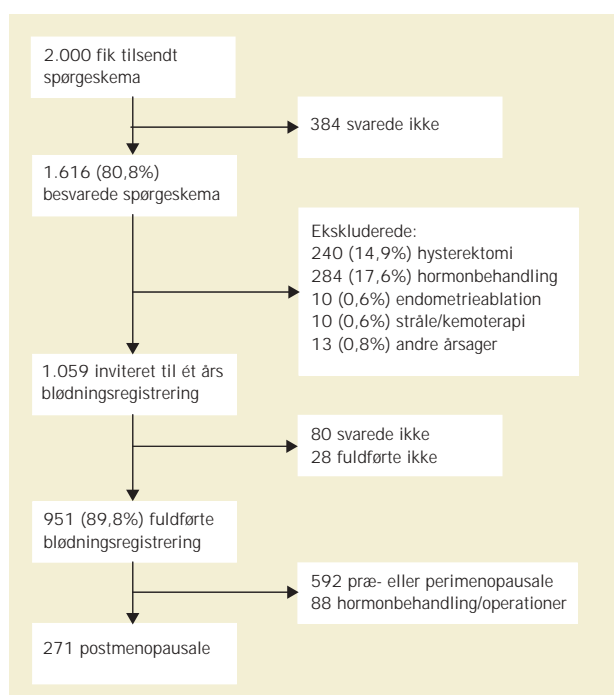 2.000 fik tilsendt
spørgeskema
384 svarede ikke
1.616 (80,8%)
besvarede spørgeskema
Ekskluderede:
240 (14,9%) hysterektomi
284 (17,6%) hormonbehandling
10 (0,6%) endometrieablation
10 (0,6%) stråle/kemoterapi
13 (0,8%) andre årsager
1.059 inviteret til ét års
blødningsregistrering
80 svarede ikke
28 fuldførte ikke
951 (89,8%) fuldførte
blødningsregistrering
592 præ- eller perimenopausale
88 hormonbehandling/operationer
271 postmenopausale